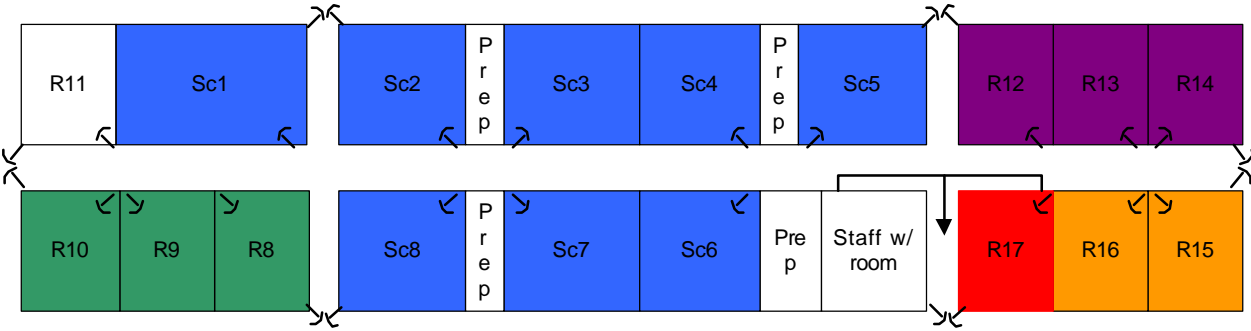 R11
Sc1
Sc2
P
r
e
p
Sc3
Sc4
P
r
e
p
Sc5
R12
R13
R14
R10
R9
R8
Sc8
P
r
e
p
Sc7
Sc6
Pre
p
Staff w/
room
R17
R16
R15